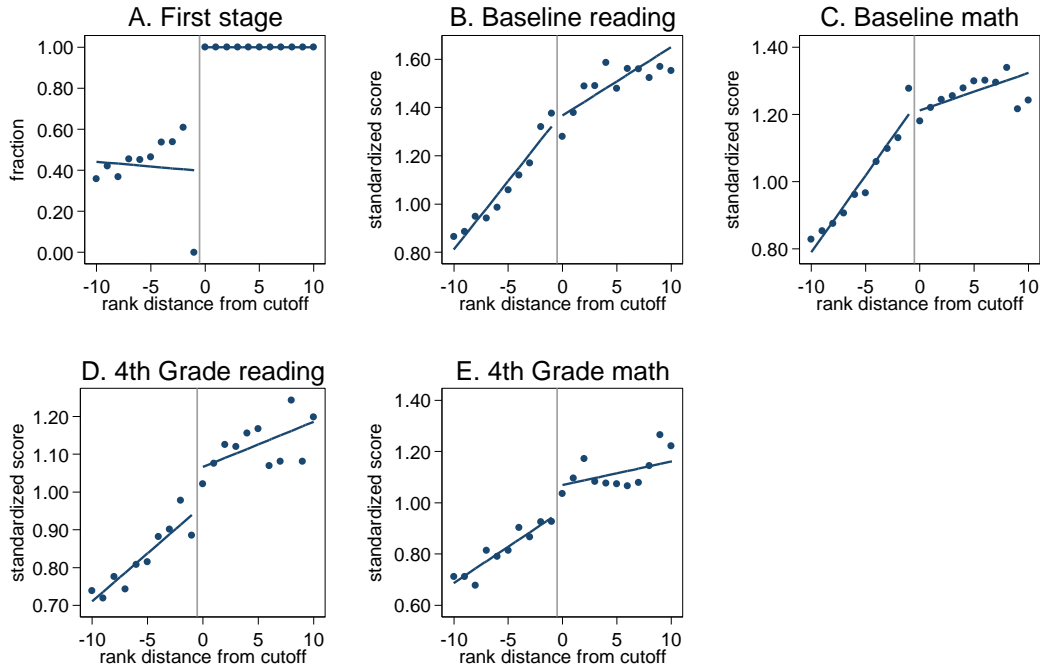 A. First stage
fraction
1.00
0.80
0.60
0.40
0.20
0.00
-10 -5 0 5 10
rank distance from cutoff
B. Baseline reading
standardized score
1.60
1.40
1.20
1.00
0.80
-10 -5 0 5 10
rank distance from cutoff
C. Baseline math
standardized score
1.40
1.20
1.00
0.80
-10 -5 0 5 10
rank distance from cutoff
D. 4th Grade reading
standardized score
1.20
1.10
1.00
0.90
0.80
0.70
-10 -5 0 5 10
rank distance from cutoff
E. 4th Grade math
standardized score
1.40
1.20
1.00
0.80
0.60
-10 -5 0 5 10
rank distance from cutoff